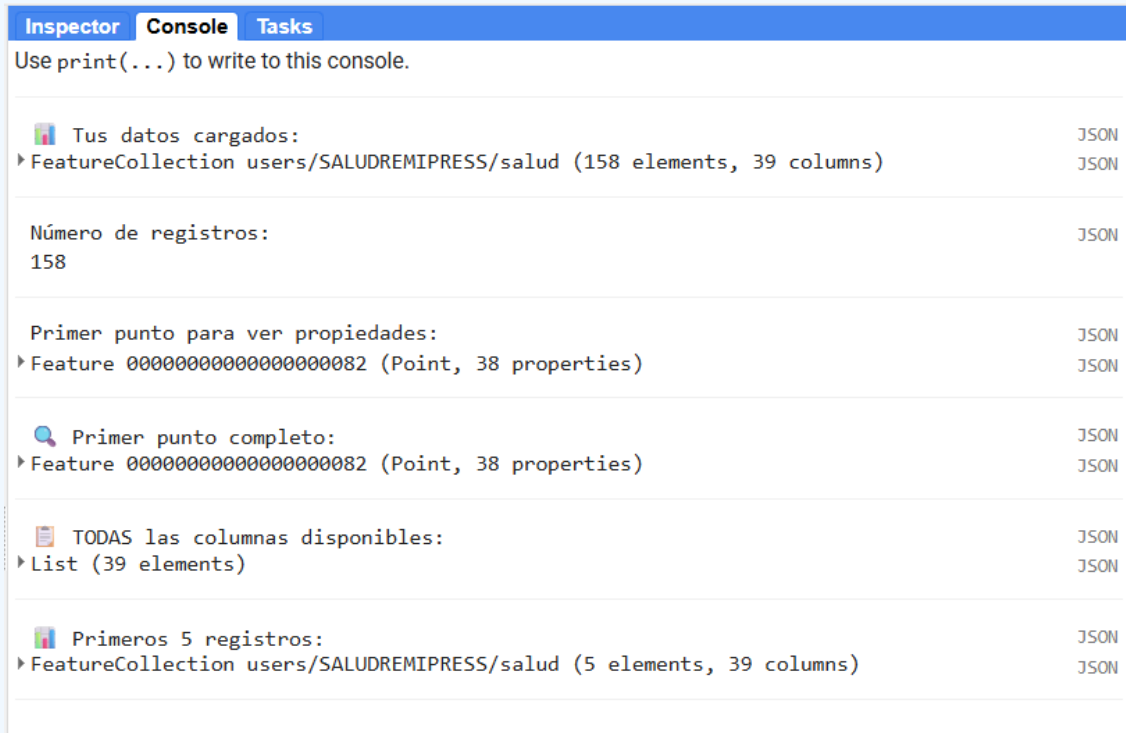 Inspector Console Tasks
Use print(...) to write to this console.
Tus datos cargados: JSON
FeatureCollection users/SALUDREMIPRESS/salud (158 elements, 39 columns) JSON
Número de registros: JSON
158
Primer punto para ver propiedades: JSON
Feature 00000000000000000082 (Point, 38 properties) JSON
Primer punto completo: JSON
Feature 00000000000000000082 (Point, 38 properties) JSON
TODAS las columnas disponibles: JSON
List (39 elements) JSON
Primeros 5 registros: JSON
FeatureCollection users/SALUDREMIPRESS/salud (5 elements, 39 columns) JSON